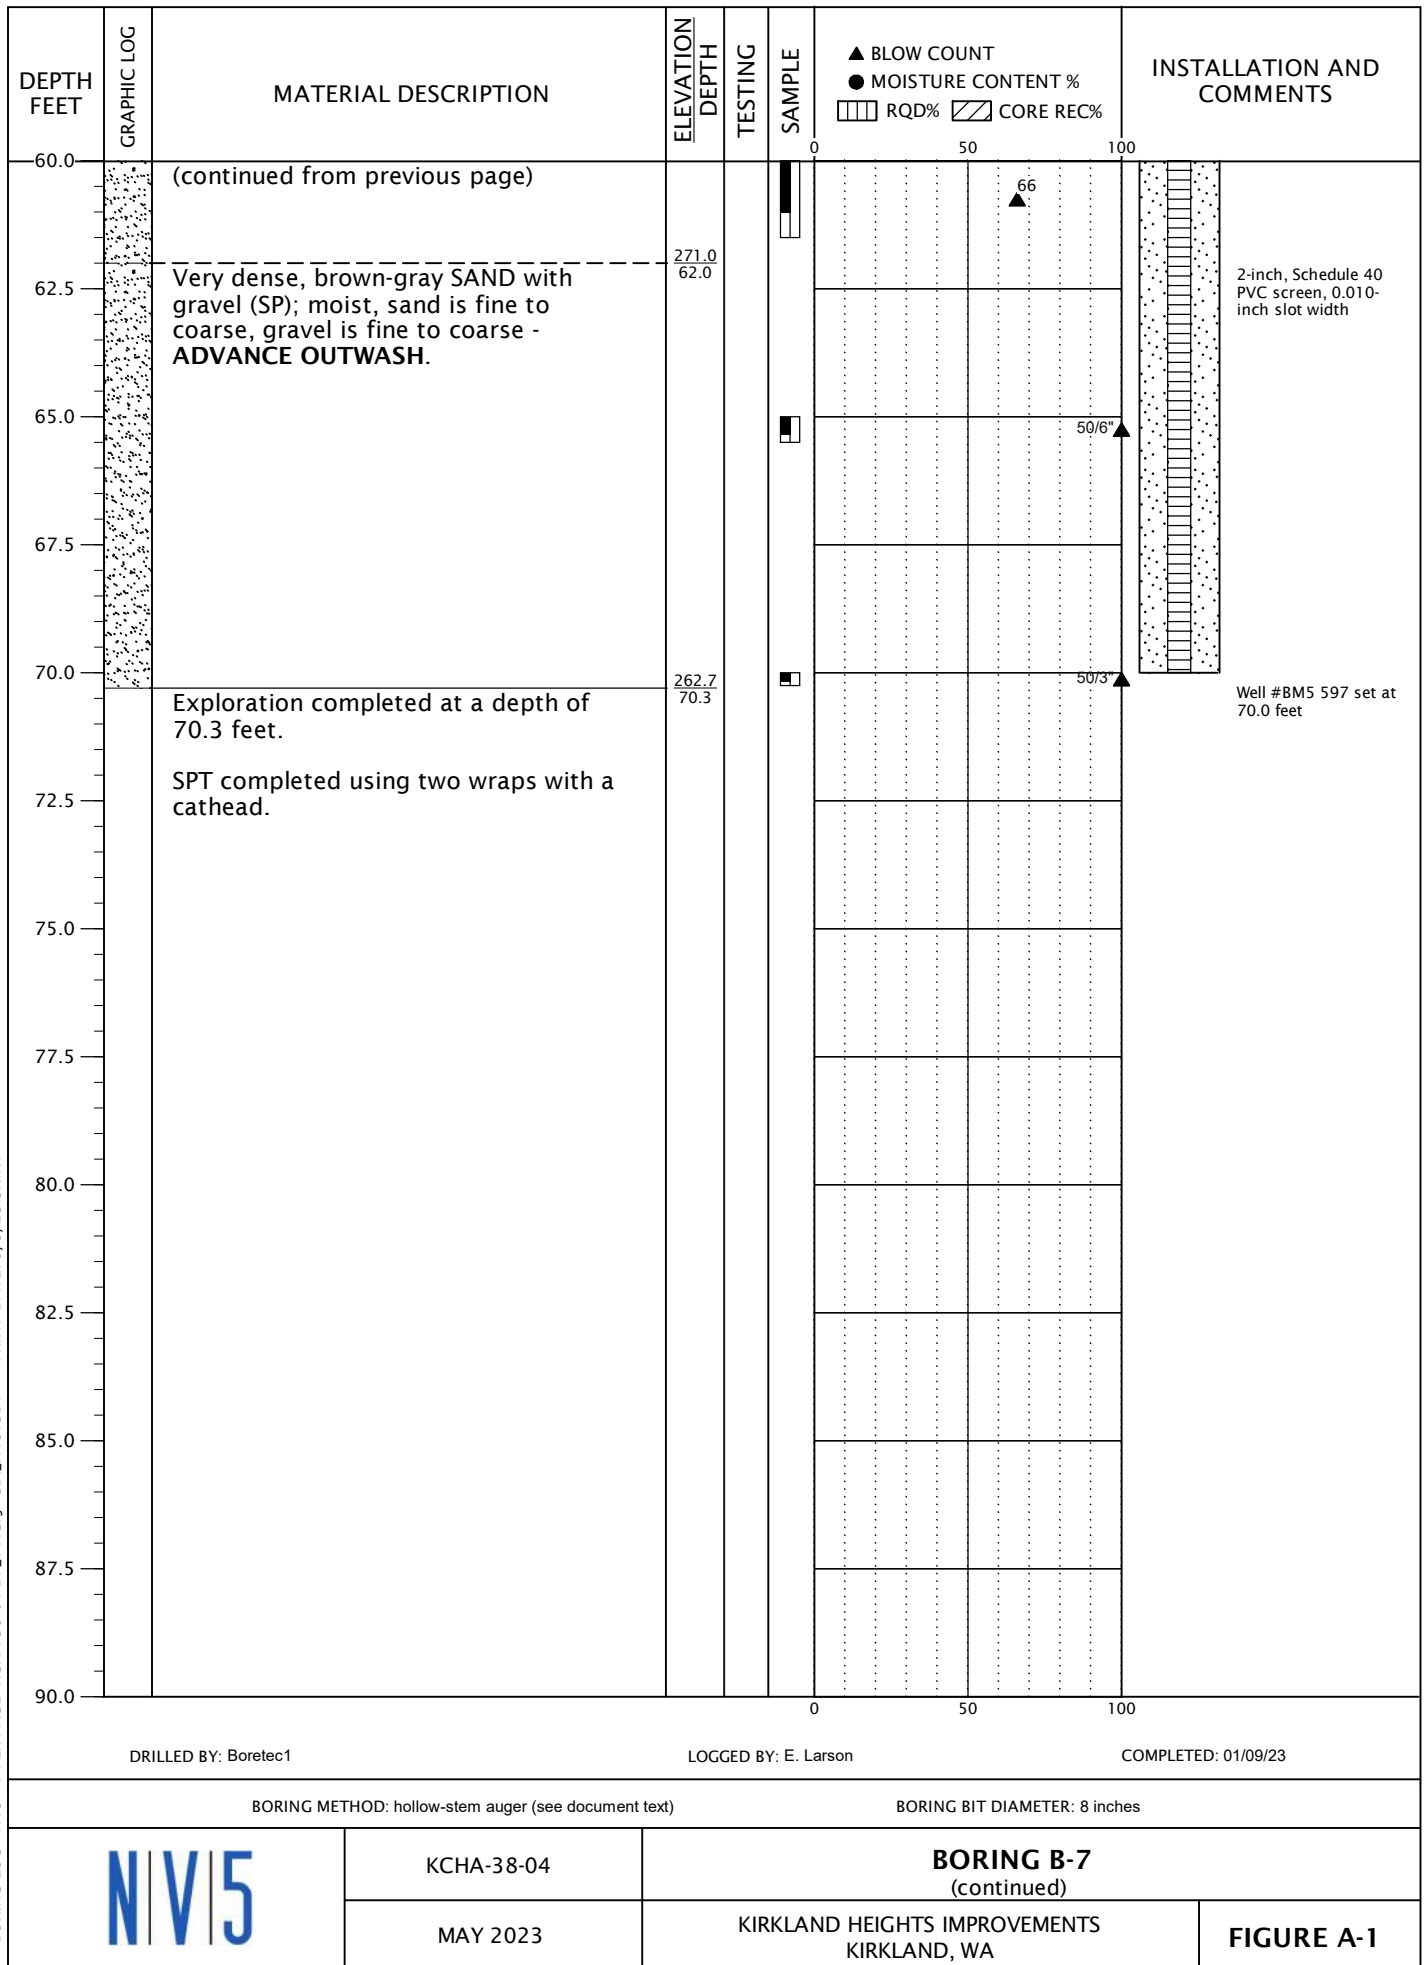 DEPTH
FEET
GRAPHIC LOG
MATERIAL DESCRIPTION
ELEVATION
DEPTH
TESTING
SAMPLE
▲ BLOW COUNT
● MOISTURE CONTENT %
RQD% CORE REC%
INSTALLATION AND
COMMENTS
0 50 100
60.0
(continued from previous page)
66
271.0
62.0
62.5
Very dense, brown-gray SAND with
gravel (SP); moist, sand is fine to
coarse, gravel is fine to coarse -
ADVANCE OUTWASH.
2-inch, Schedule 40
PVC screen, 0.010-
inch slot width
65.0
50/6"
67.5
70.0
50/3"
262.7
70.3
Exploration completed at a depth of
70.3 feet.
Well #BM5 597 set at
70.0 feet
SPT completed using two wraps with a
cathead.
72.5
75.0
77.5
80.0
82.5
85.0
87.5
90.0
0 50 100
DRILLED BY: Boretec1
LOGGED BY: E. Larson
COMPLETED: 01/09/23
BORING METHOD: hollow-stem auger (see document text)
BORING BIT DIAMETER: 8 inches
N|V|5
KCHA-38-04
BORING B-7
(continued)
MAY 2023
KIRKLAND HEIGHTS IMPROVEMENTS
KIRKLAND, WA
FIGURE A-1